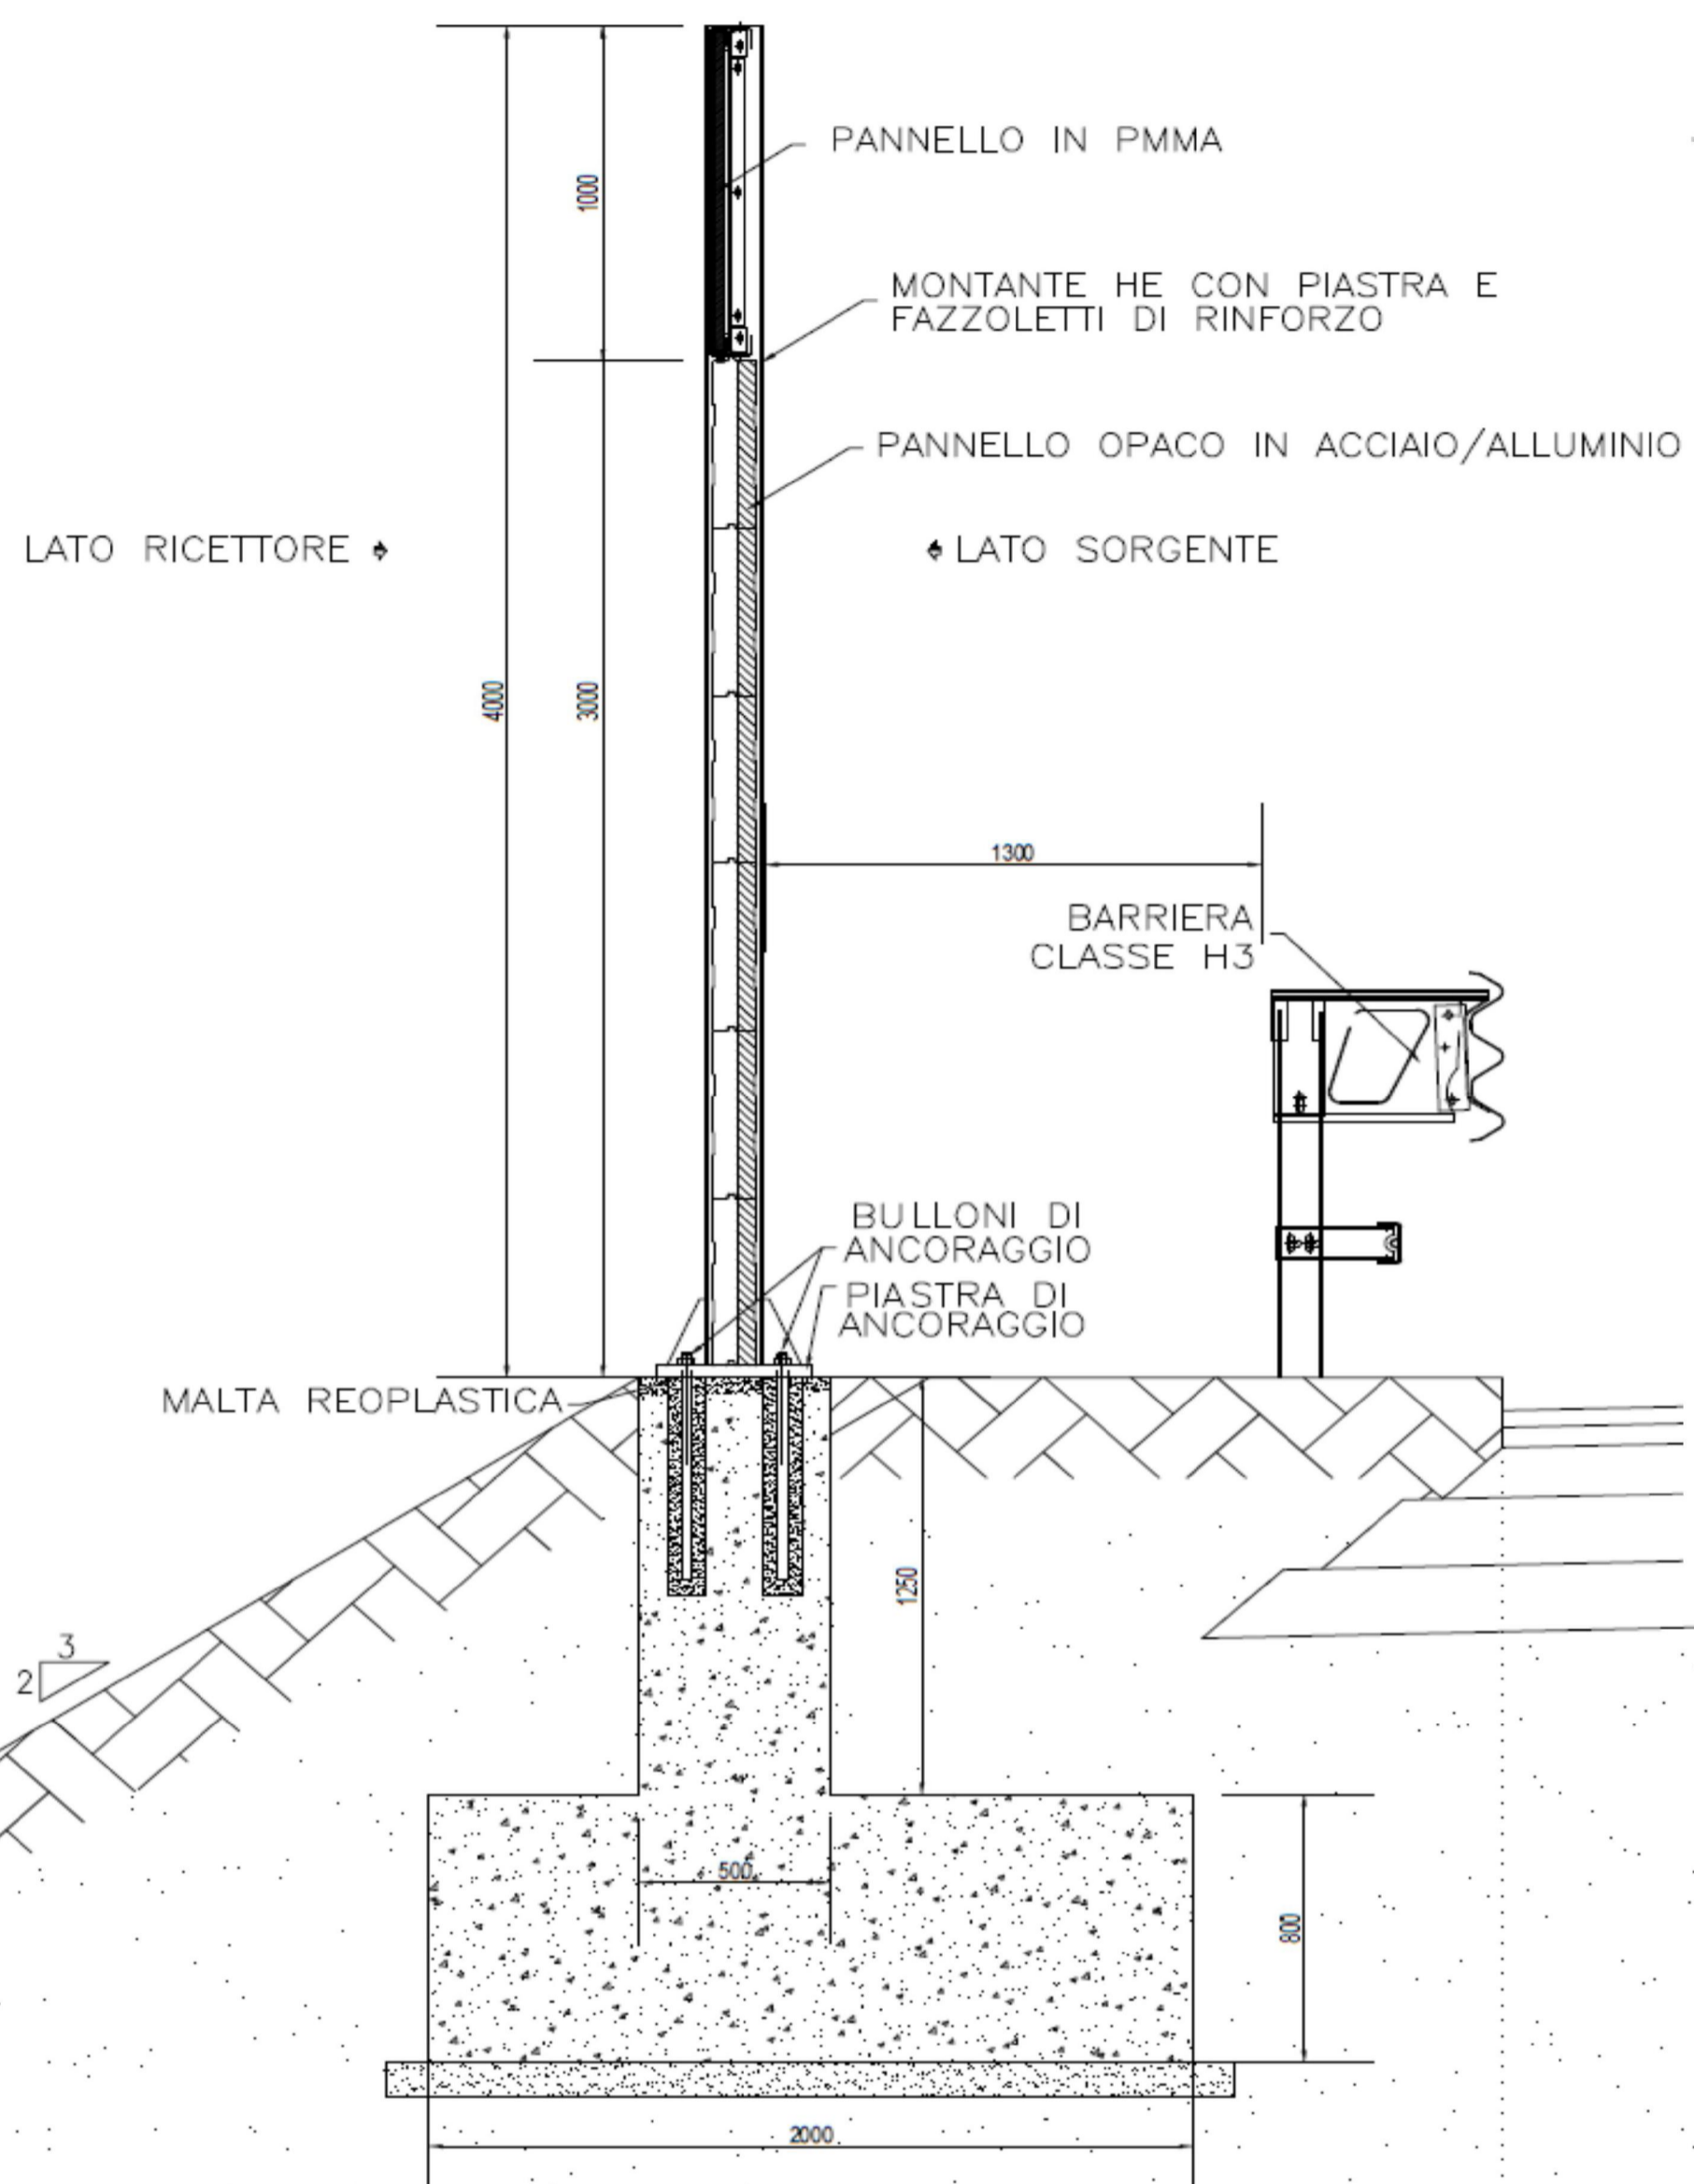 PANNELLO IN PMMA
1000
MONTANTE HE CON PIASTRA E
FAZZOLETTI DI RINFORZO
PANNELLO OPACO IN ACCIAIO/ALLUMINIO
LATO RICETTORE
LATO SORGENTE
4000
3000
1300
BARRIERA
CLASSE H3
BULLONI DI
ANCORAGGIO
PIASTRA DI
ANCORAGGIO
MALTA REOPLASTICA
1250
3
2
500
800
2000